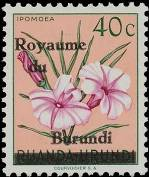 IPOMOEA
40c
Royaume
du
Burundi
RUANDA-URUNDI
COURVOISIER S.A.